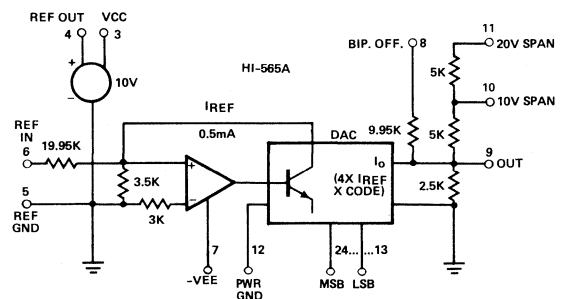 REF OUT VCC
4 3
+
−
10V
HI-565A
BIP. OFF. 8
11
20V SPAN
5K
10
10V SPAN
IREF
0.5mA
DAC
9.95K
5K
REF
IN
6
19.95K
+
−
3.5K
3K
Io
(4X IREF
X CODE)
9
OUT
2.5K
5
REF
GND
7
-VEE
12
PWR
GND
24... ...13
MSB LSB